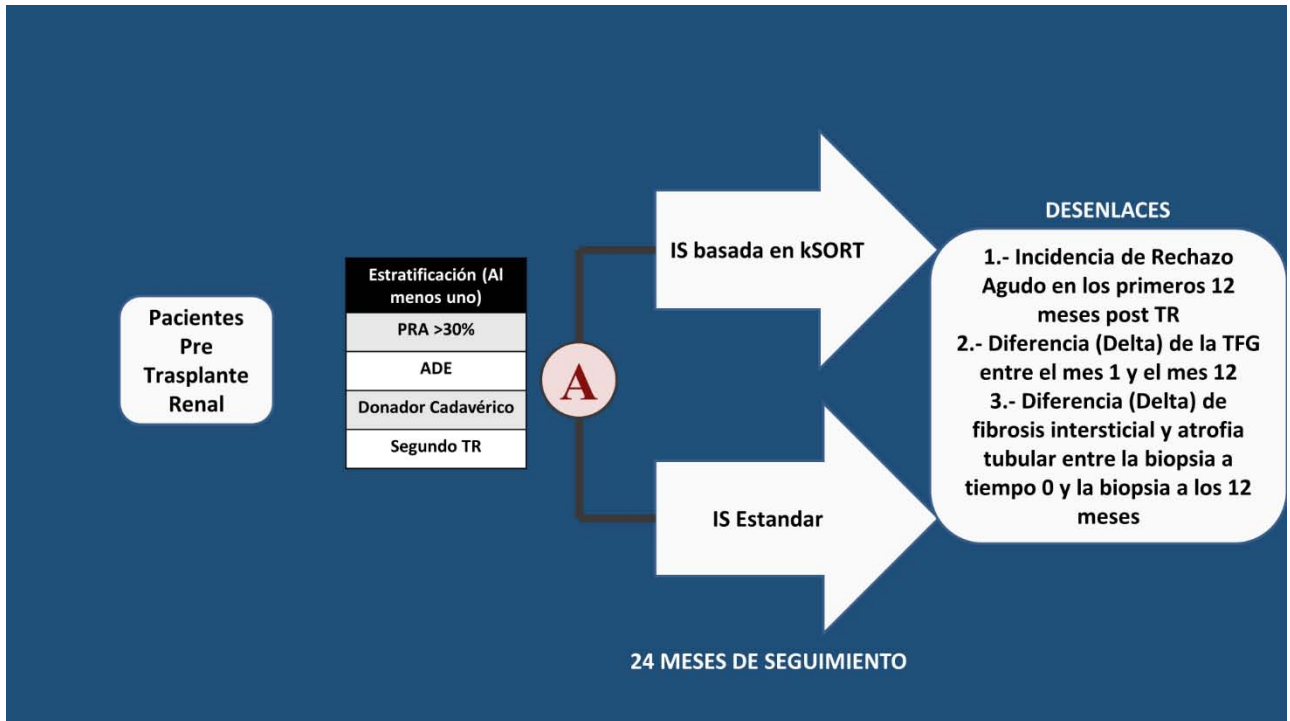 Pacientes
Pre
Trasplante
Renal
Estratificación (Al
menos uno)
PRA >30%
ADE
Donador Cadavérico
Segundo TR
A
IS basada en kSORT
IS Estandar
24 MESES DE SEGUIMIENTO
DESENLACES
1.- Incidencia de Rechazo
Agudo en los primeros 12
meses post TR
2.- Diferencia (Delta) de la TFG
entre el mes 1 y el mes 12
3.- Diferencia (Delta) de
fibrosis intersticial y atrofia
tubular entre la biopsia a
tiempo 0 y la biopsia a los 12
meses